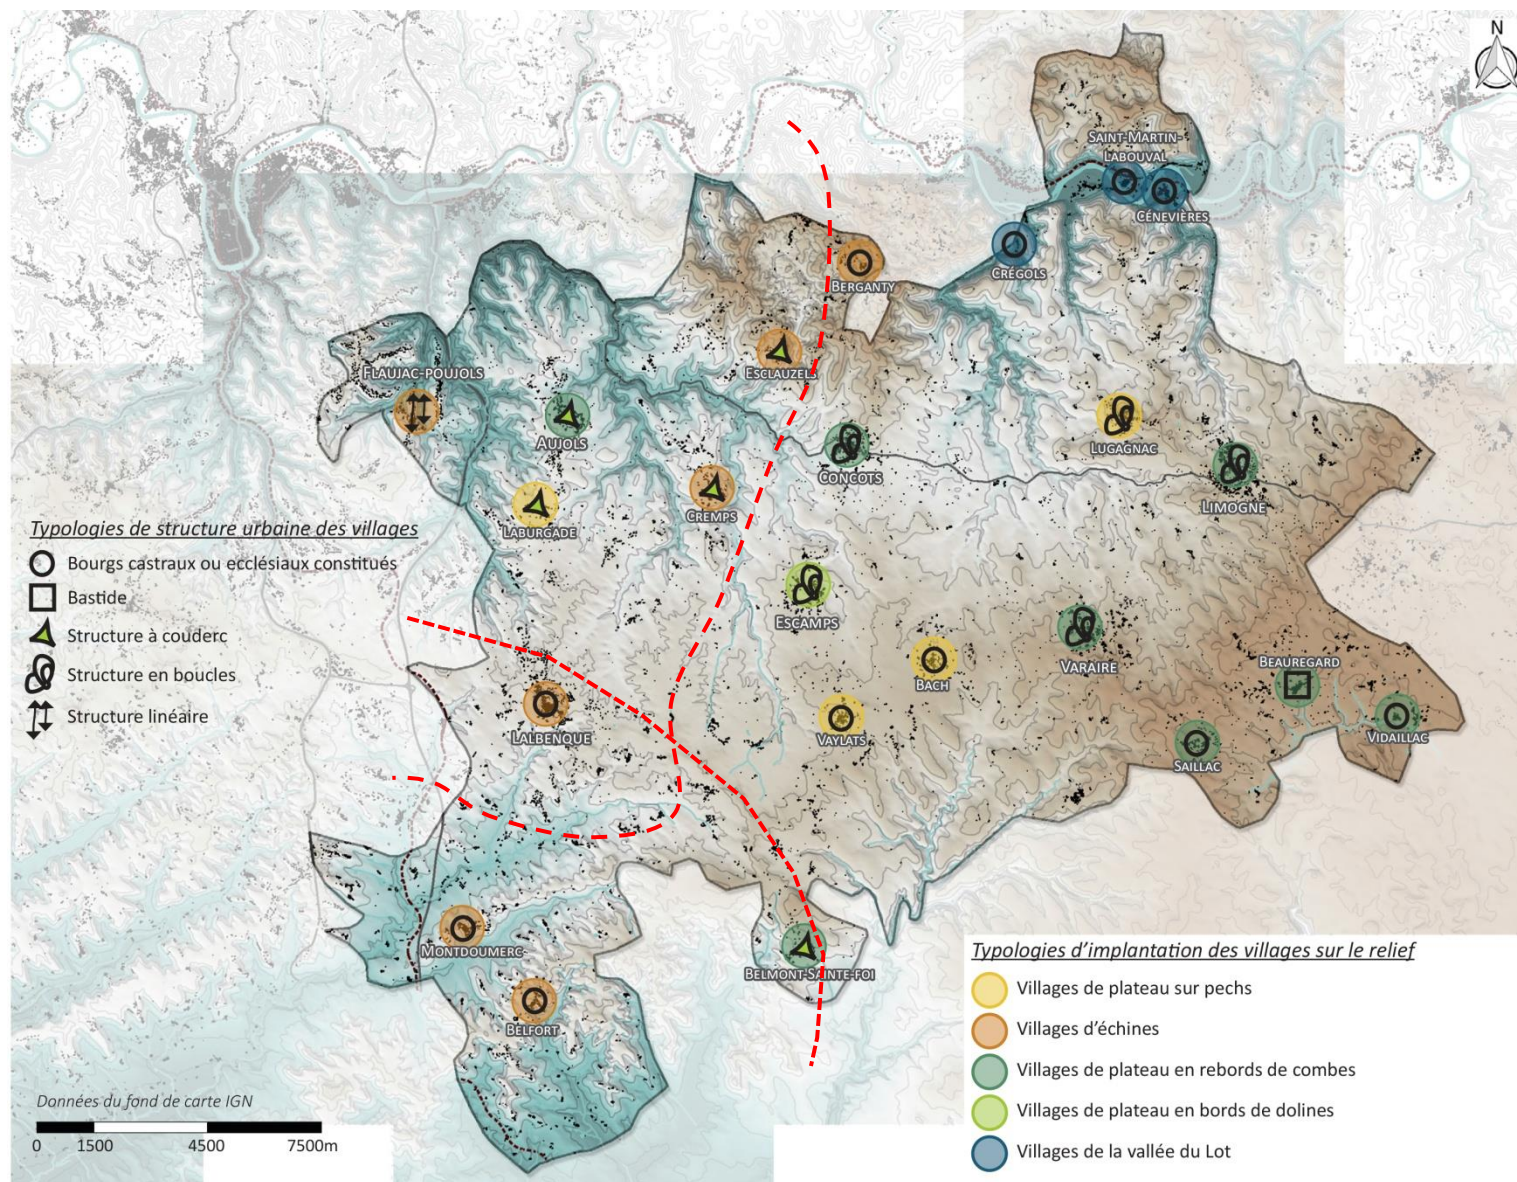 N
SAINT-MARTIN-
LABOUVAL
CÉNEVIÈRES
CRÉGOLS
BERGANTY
ESCLAUZELS
FLAUJAC-POUJOLS
AUJOLS
CONCOTS
LUGAGNAC
LIMOGNE
CREMPS
LABURGADE
ESCAMPS
VARAIRE
BEAUREGARD
BACH
VAYLATS
LALBENQUE
VIDAILLAC
SAILLAC
MONTDOUMERC
BELMONT-SAINTE-FOI
BELFORT
Typologies de structure urbaine des villages
Bourgs castraux ou ecclésiaux constitués
Bastide
Structure à couderc
Structure en boucles
Structure linéaire
Typologies d'implantation des villages sur le relief
Villages de plateau sur pechs
Villages d'échines
Villages de plateau en rebords de combes
Villages de plateau en bords de dolines
Villages de la vallée du Lot
Données du fond de carte IGN
0 1500 4500 7500m